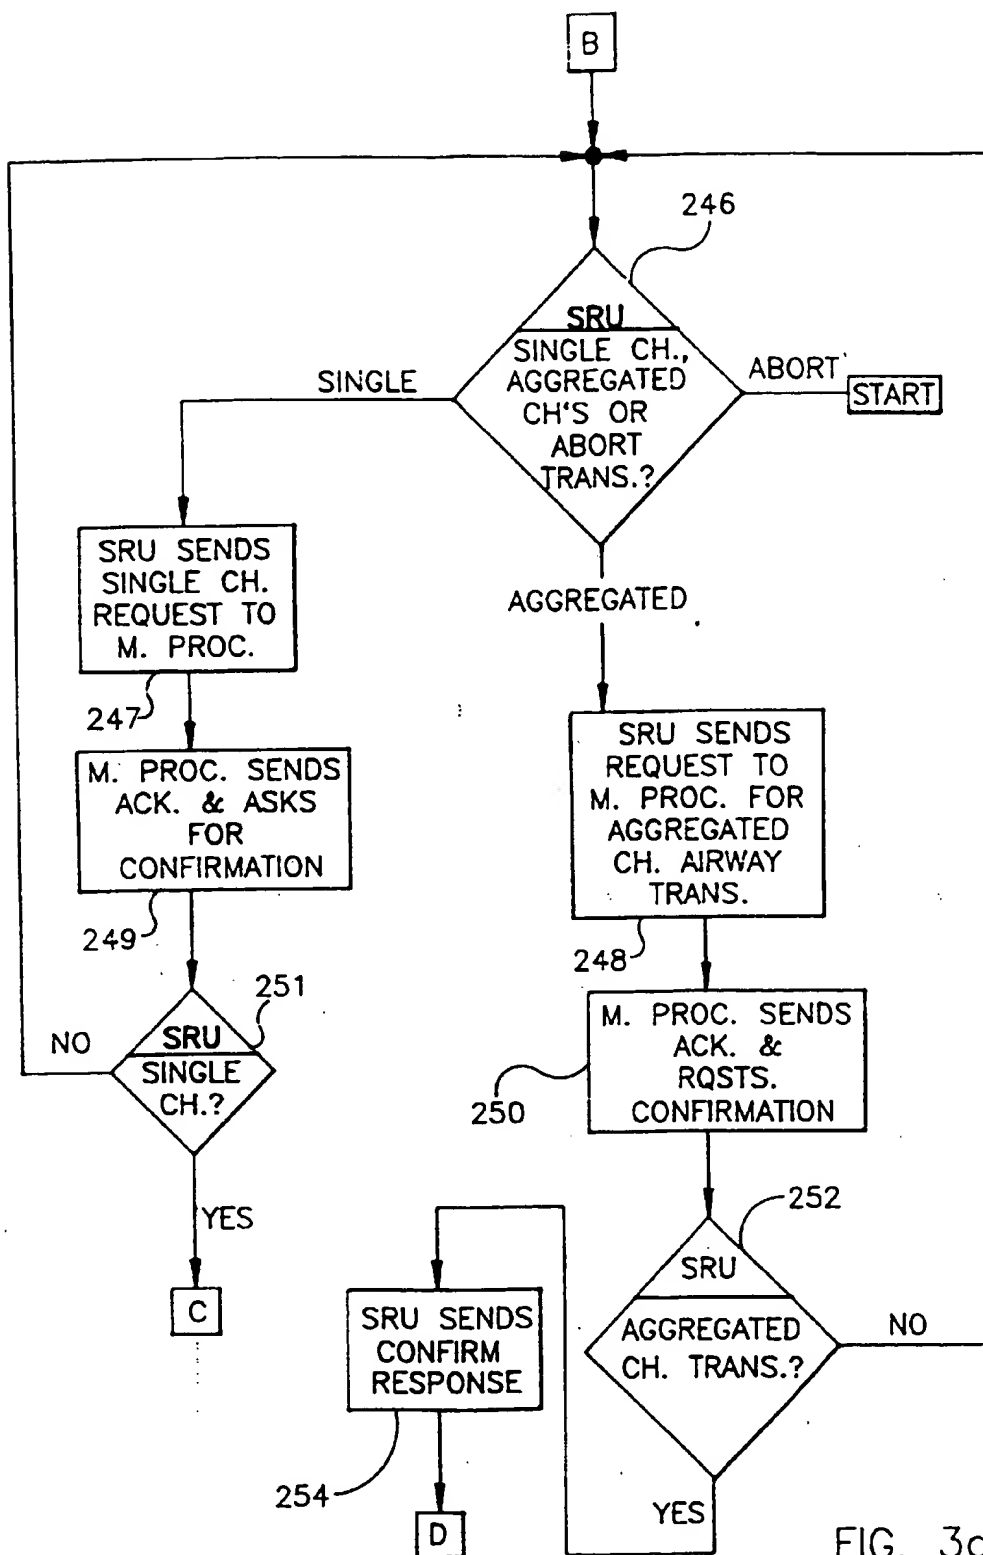 B
246
SRU
SINGLE CH.,
AGGREGATED
CH'S OR
ABORT
TRANS.?
SINGLE
ABORT
START
AGGREGATED
SRU SENDS
SINGLE CH.
REQUEST TO
M. PROC.
247
M. PROC. SENDS
ACK. & ASKS
FOR
CONFIRMATION
249
251
SRU
SINGLE
CH.?
NO
YES
C
SRU SENDS
REQUEST TO
M. PROC. FOR
AGGREGATED
CH. AIRWAY
TRANS.
248
M. PROC. SENDS
ACK. &
RQSTS.
CONFIRMATION
250
252
SRU
AGGREGATED
CH. TRANS.?
NO
YES
SRU SENDS
CONFIRM
RESPONSE
254
D
FIG.